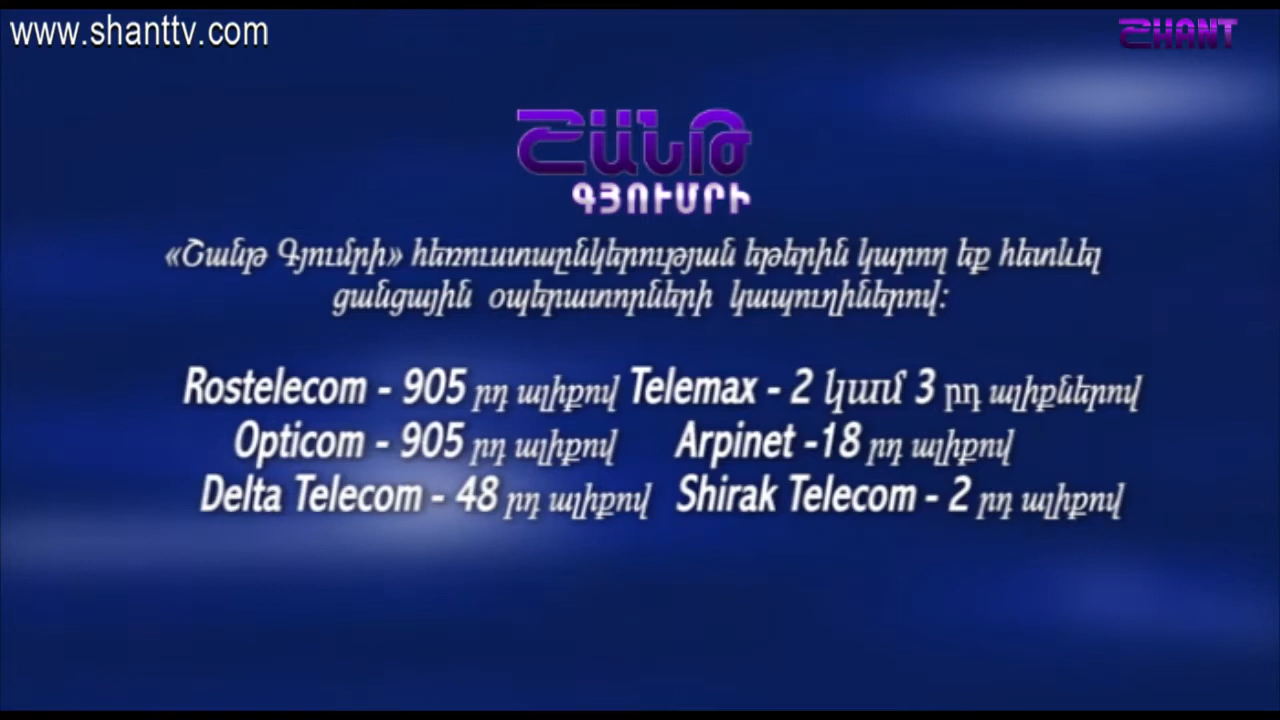 www.shanttv.com
SHANT
ՇԱՆԹ
ԳՅՈՒՄՐԻ
«Շանթ Գյումրի» հեռուստաընկերության եթերին կարող եք հետևել
ցանցային օպերատորների կապուղիներով:
Rostelecom - 905 րդ ալիքով Telemax - 2 կամ 3 րդ ալիքներով
Opticom - 905 րդ ալիքով Arpinet -18 րդ ալիքով
Delta Telecom - 48 րդ ալիքով Shirak Telecom - 2 րդ ալիքով